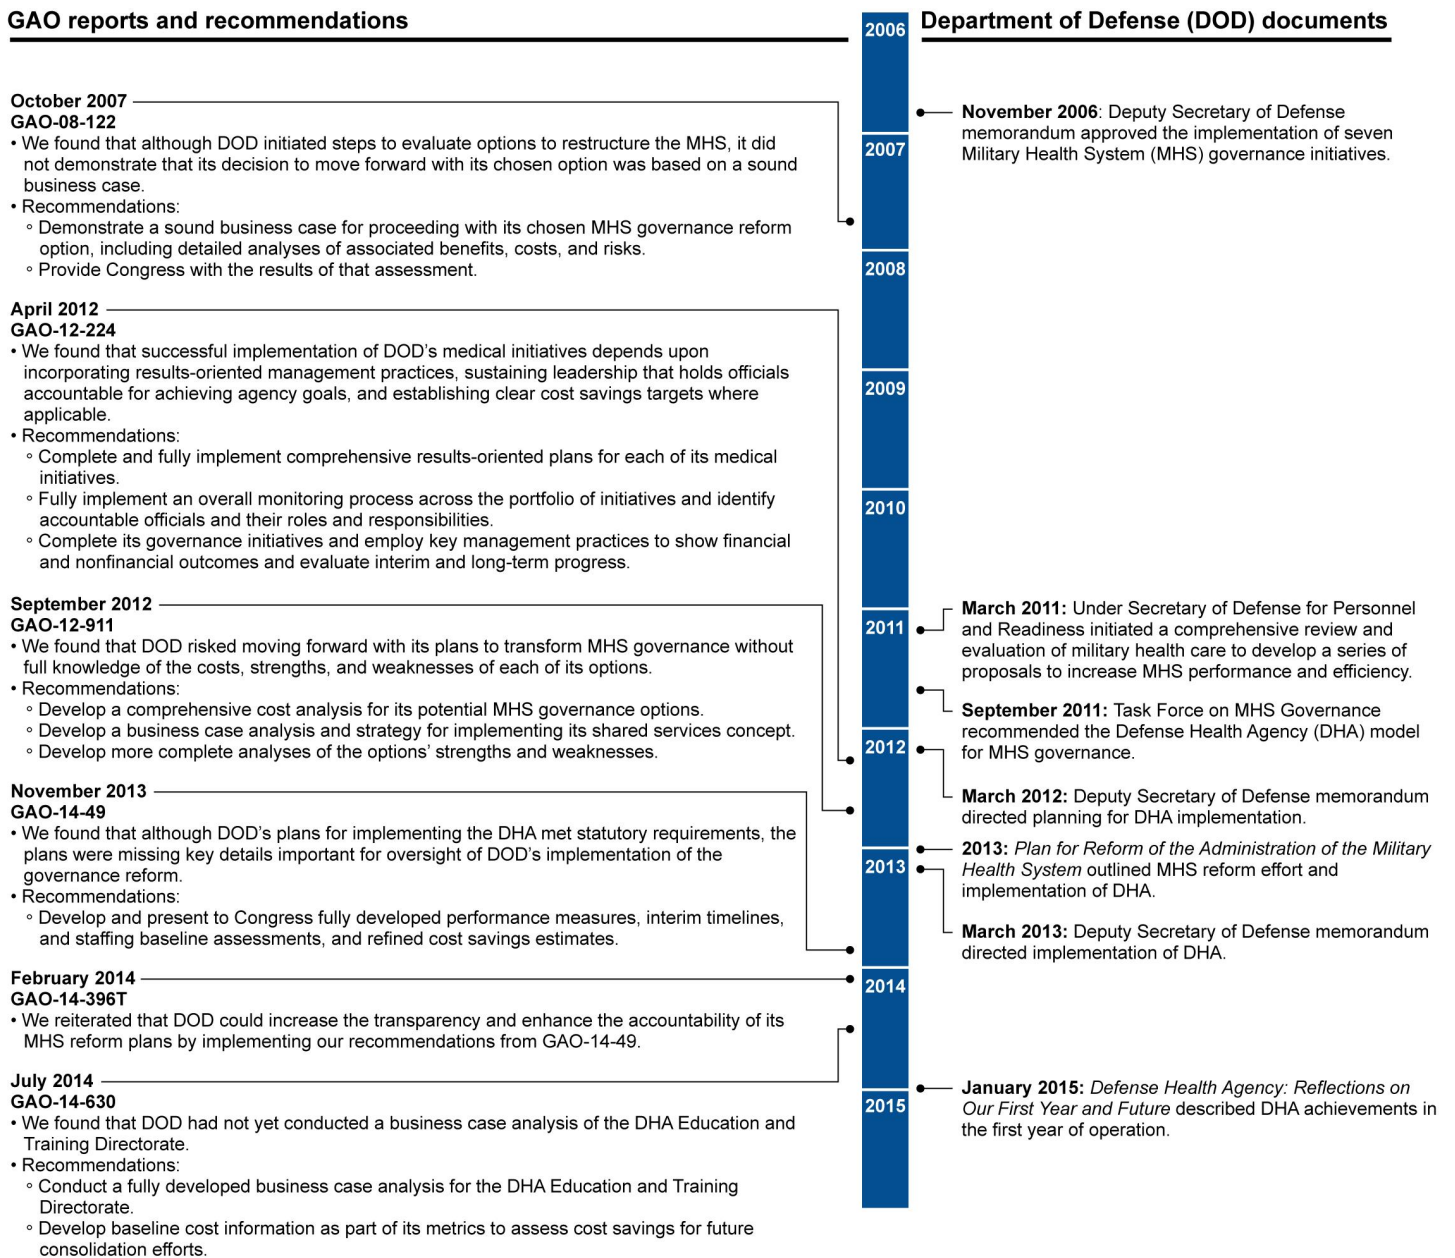 GAO reports and recommendations
October 2007
GAO-08-122
• We found that although DOD initiated steps to evaluate options to restructure the MHS, it did
not demonstrate that its decision to move forward with its chosen option was based on a sound
business case.
• Recommendations:
° Demonstrate a sound business case for proceeding with its chosen MHS governance reform
option, including detailed analyses of associated benefits, costs, and risks.
° Provide Congress with the results of that assessment.
April 2012
GAO-12-224
• We found that successful implementation of DOD’s medical initiatives depends upon
incorporating results-oriented management practices, sustaining leadership that holds officials
accountable for achieving agency goals, and establishing clear cost savings targets where
applicable.
• Recommendations:
° Complete and fully implement comprehensive results-oriented plans for each of its medical
initiatives.
° Fully implement an overall monitoring process across the portfolio of initiatives and identify
accountable officials and their roles and responsibilities.
° Complete its governance initiatives and employ key management practices to show financial
and nonfinancial outcomes and evaluate interim and long-term progress.
September 2012
GAO-12-911
• We found that DOD risked moving forward with its plans to transform MHS governance without
full knowledge of the costs, strengths, and weaknesses of each of its options.
• Recommendations:
° Develop a comprehensive cost analysis for its potential MHS governance options.
° Develop a business case analysis and strategy for implementing its shared services concept.
° Develop more complete analyses of the options’ strengths and weaknesses.
November 2013
GAO-14-49
• We found that although DOD’s plans for implementing the DHA met statutory requirements, the
plans were missing key details important for oversight of DOD’s implementation of the
governance reform.
• Recommendations:
° Develop and present to Congress fully developed performance measures, interim timelines,
and staffing baseline assessments, and refined cost savings estimates.
February 2014
GAO-14-396T
• We reiterated that DOD could increase the transparency and enhance the accountability of its
MHS reform plans by implementing our recommendations from GAO-14-49.
July 2014
GAO-14-630
• We found that DOD had not yet conducted a business case analysis of the DHA Education and
Training Directorate.
• Recommendations:
° Conduct a fully developed business case analysis for the DHA Education and Training
Directorate.
° Develop baseline cost information as part of its metrics to assess cost savings for future
consolidation efforts.
2006
2007
2008
2009
2010
2011
2012
2013
2014
2015
Department of Defense (DOD) documents
November 2006: Deputy Secretary of Defense
memorandum approved the implementation of seven
Military Health System (MHS) governance initiatives.
March 2011: Under Secretary of Defense for Personnel
and Readiness initiated a comprehensive review and
evaluation of military health care to develop a series of
proposals to increase MHS performance and efficiency.
September 2011: Task Force on MHS Governance
recommended the Defense Health Agency (DHA) model
for MHS governance.
March 2012: Deputy Secretary of Defense memorandum
directed planning for DHA implementation.
2013: Plan for Reform of the Administration of the Military
Health System outlined MHS reform effort and
implementation of DHA.
March 2013: Deputy Secretary of Defense memorandum
directed implementation of DHA.
January 2015: Defense Health Agency: Reflections on
Our First Year and Future described DHA achievements in
the first year of operation.